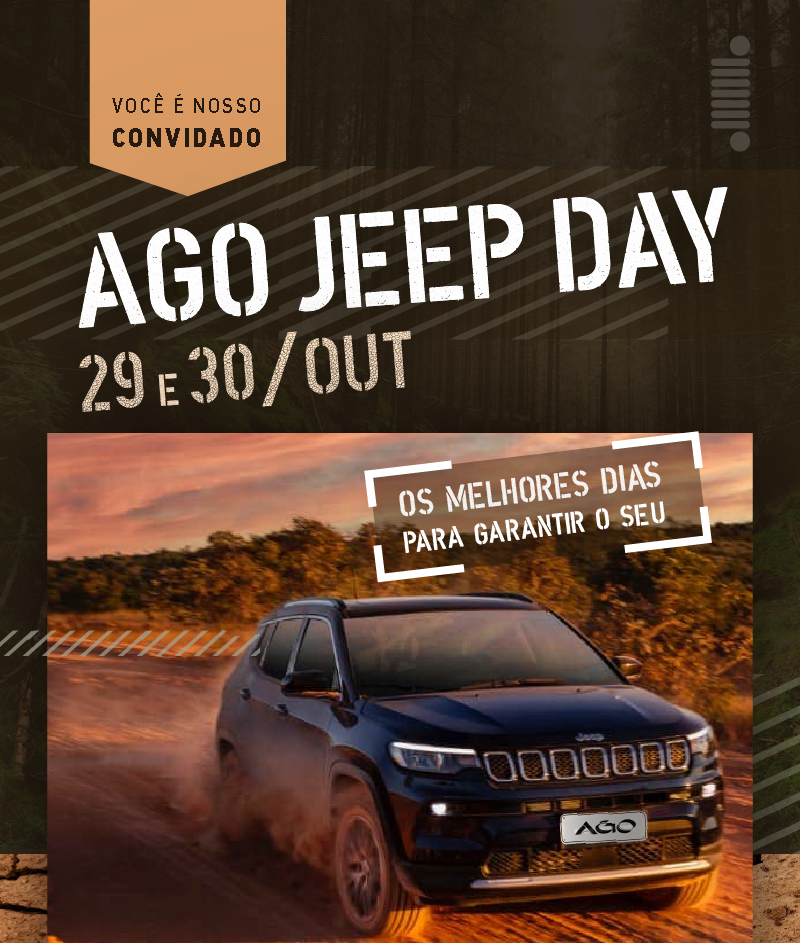 VOCÊ É NOSSO
CONVIDADO
AGO JEEP DAY
29 E 30/OUT
OS MELHORES DIAS
PARA GARANTIR O SEU
Jeep
AGO